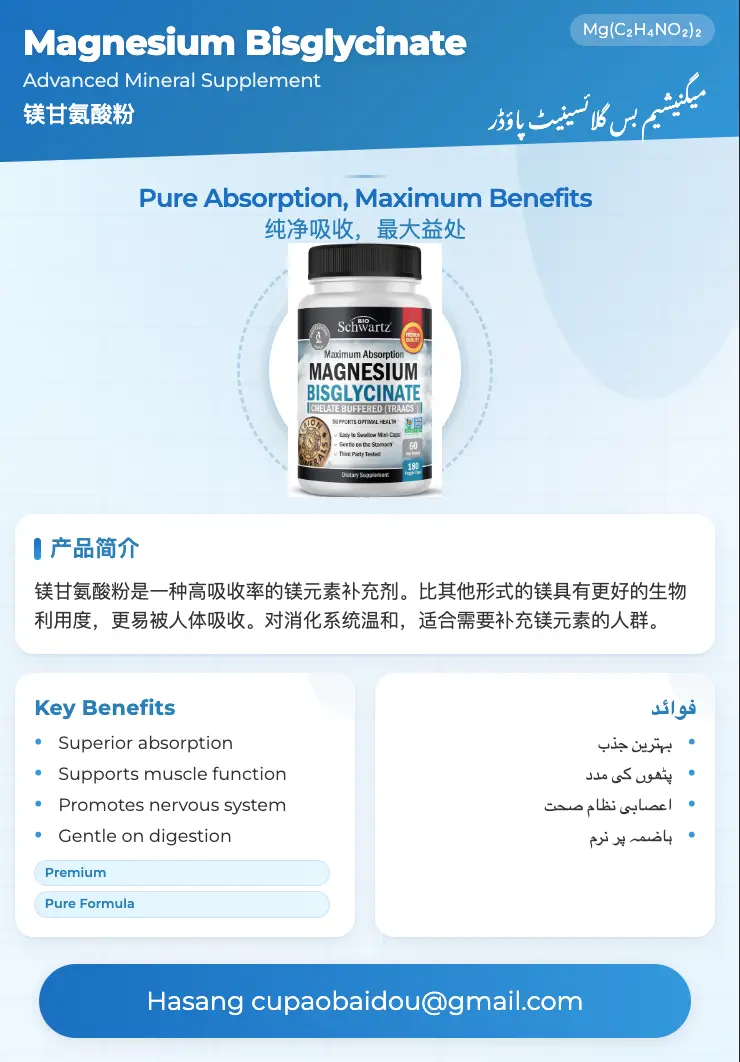 Magnesium Bisglycinate
Mg(C₂H₄NO₂)₂
Advanced Mineral Supplement
镁甘氨酸粉
میگنیشیم بس گلائسینیٹ پاؤڈر
Pure Absorption, Maximum Benefits
纯净吸收，最大益处
BIO
Schwartz
PREMIUM
QUALITY
Maximum Absorption
MAGNESIUM
BISGLYCINATE
CHELATE BUFFERED (TRAACS)
SUPPORTS OPTIMAL HEALTH
Easy to Swallow Mini-Caps
Gentle on the Stomach
Third Party Tested
60
180
Veggie Caps
Dietary Supplement
产品简介
镁甘氨酸粉是一种高吸收率的镁元素补充剂。比其他形式的镁具有更好的生物
利用度，更易被人体吸收。对消化系统温和，适合需要补充镁元素的人群。
Key Benefits
• Superior absorption
• Supports muscle function
• Promotes nervous system
• Gentle on digestion
Premium
Pure Formula
فوائد
• بہترین جذب
• پٹھوں کی مدد
• اعصابی نظام صحت
• ہاضمہ پر نرم
Hasang cupaobaidou@gmail.com